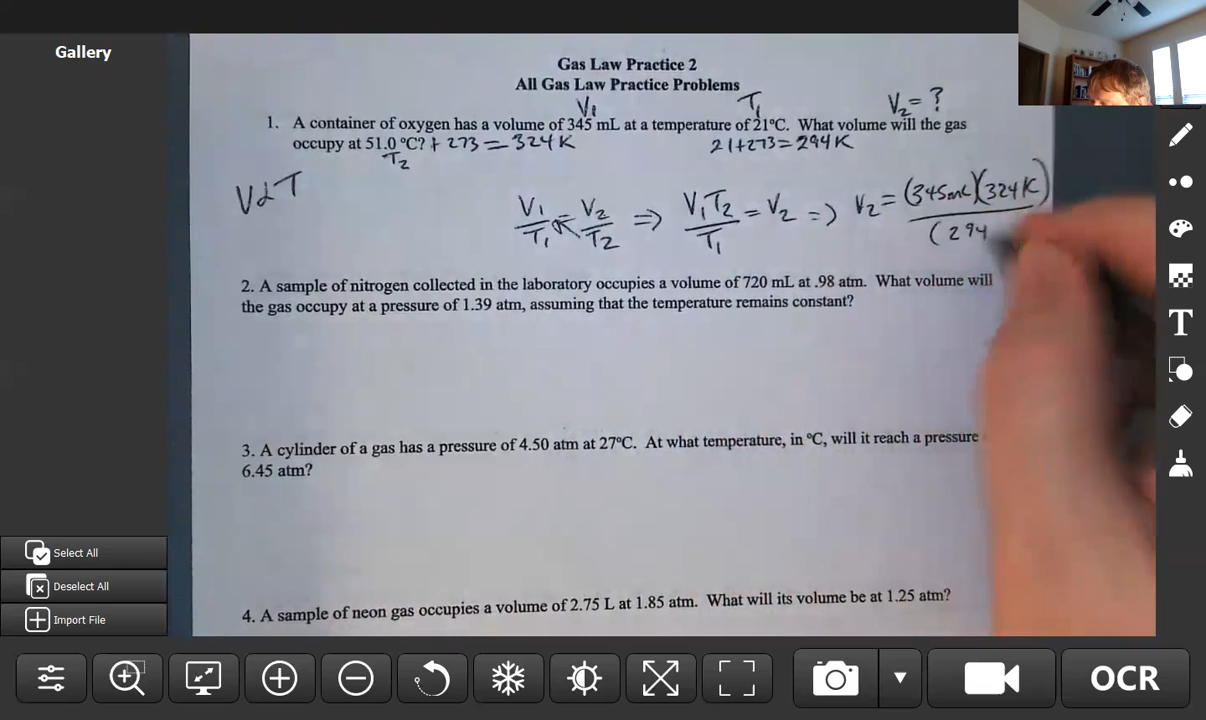 Gallery
Gas Law Practice 2
All Gas Law Practice Problems
V₁ T₁ V₂ = ?
1. A container of oxygen has a volume of 345 mL at a temperature of 21°C. What volume will the gas
occupy at 51.0 °C? + 273 = 324 K 21+273 = 294 K
T₂
V α T
V₁/T₁ = V₂/T₂ ⇒ V₁T₂/T₁ = V₂ ⇒ V₂ = (345mL)(324K)/(294
2. A sample of nitrogen collected in the laboratory occupies a volume of 720 mL at .98 atm. What volume will
the gas occupy at a pressure of 1.39 atm, assuming that the temperature remains constant?
3. A cylinder of a gas has a pressure of 4.50 atm at 27°C. At what temperature, in °C, will it reach a pressure
6.45 atm?
4. A sample of neon gas occupies a volume of 2.75 L at 1.85 atm. What will its volume be at 1.25 atm?
Select All
Deselect All
Import File
T
OCR